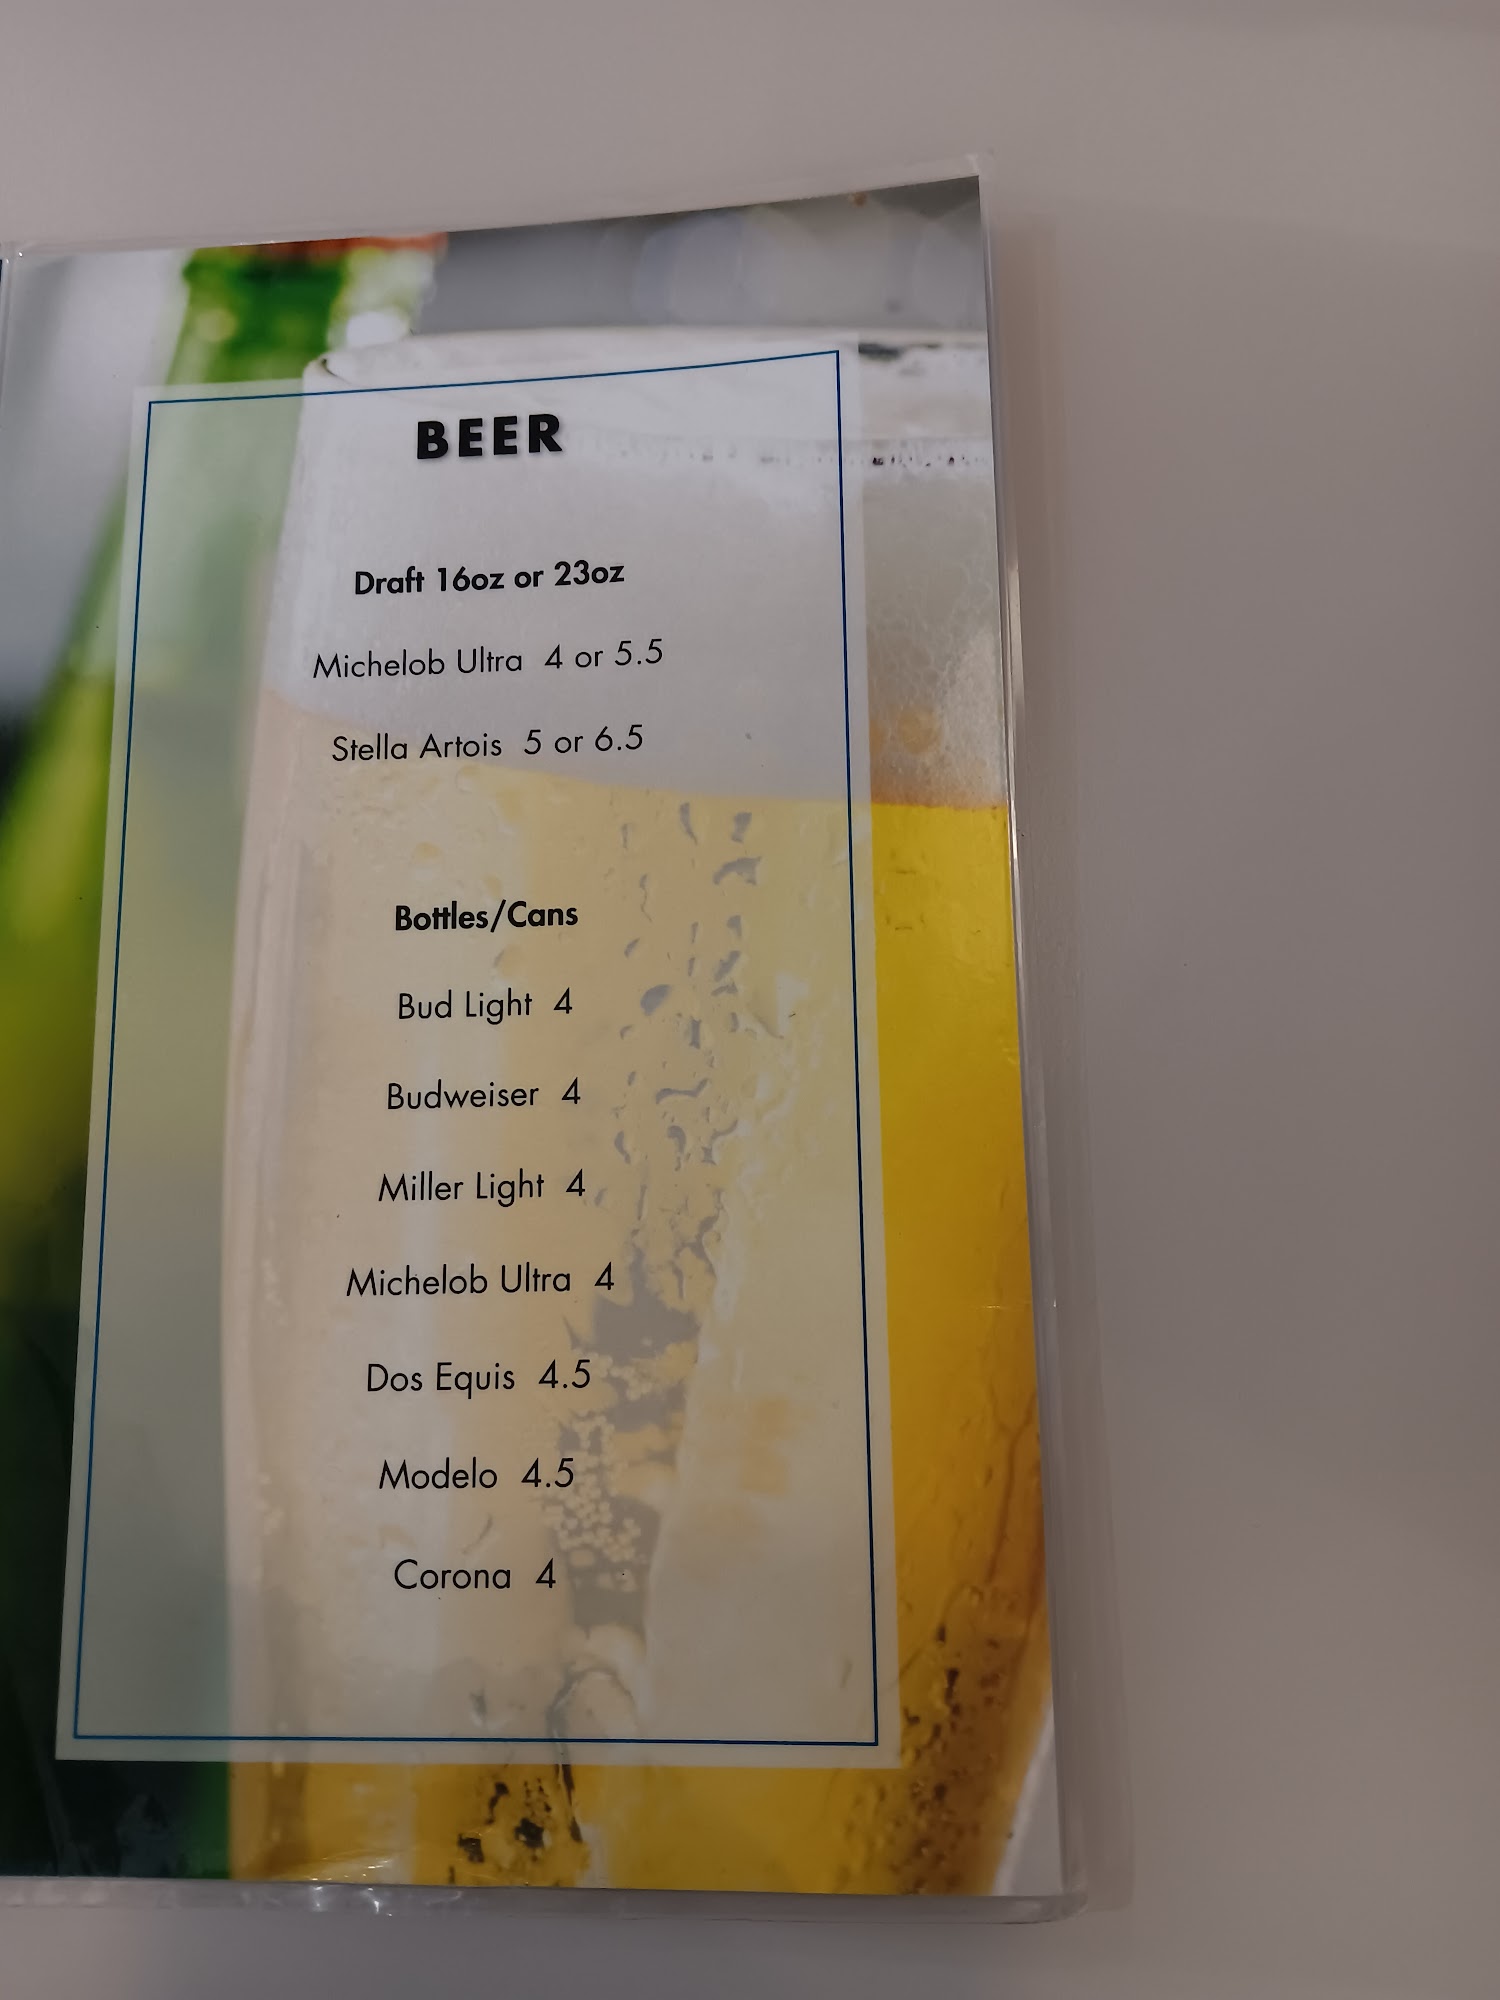 BEER
Draft 16oz or 23oz
Michelob Ultra 4 or 5.5
Stella Artois 5 or 6.5
Bottles/Cans
Bud Light 4
Budweiser 4
Miller Light 4
Michelob Ultra 4
Dos Equis 4.5
Modelo 4.5
Corona 4